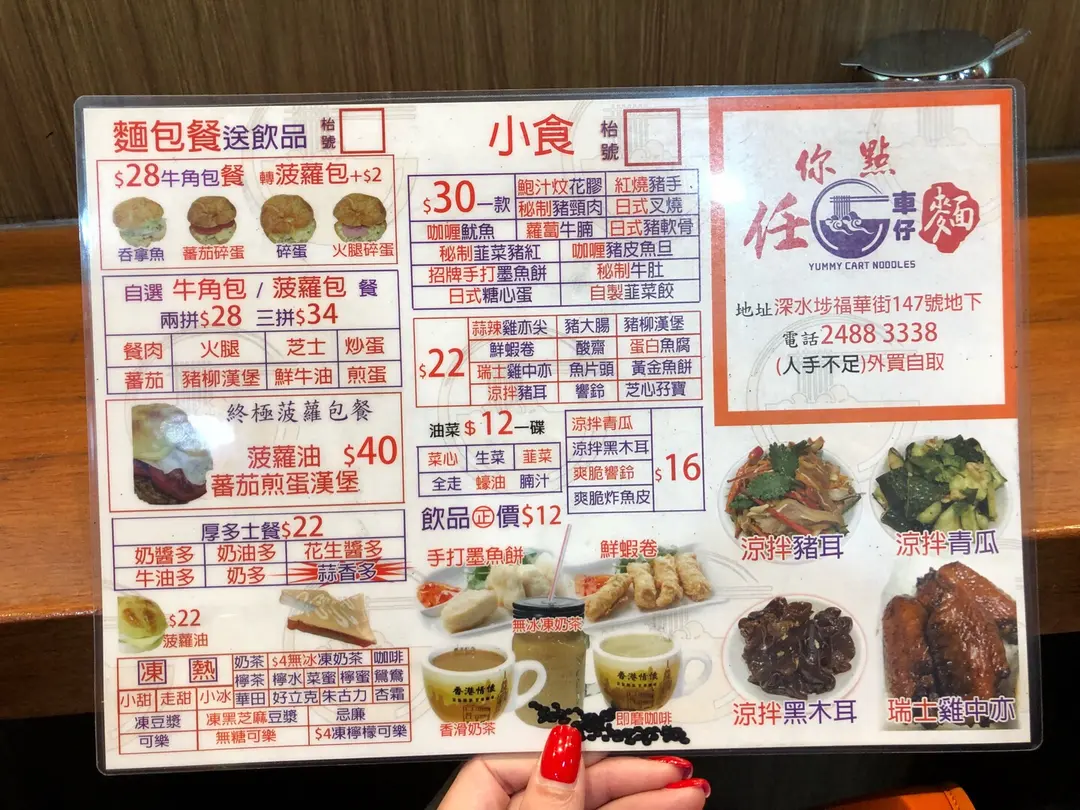 麵包餐送飲品 枱號
$28牛角包餐 轉菠蘿包+$2
吞拿魚 蕃茄碎蛋 碎蛋 火腿碎蛋
自選 牛角包 / 菠蘿包 餐
兩拼$28 三拼$34
餐肉 火腿 芝士 炒蛋
蕃茄 豬柳漢堡 鮮牛油 煎蛋
終極菠蘿包餐
菠蘿油 $40
蕃茄煎蛋漢堡
厚多士餐$22
奶醬多 奶油多 花生醬多
牛油多 奶多 蒜香多
$22
菠蘿油
凍 熱 奶茶 $4無冰凍奶茶 咖啡
檸茶 檸水 菜蜜 檸蜜 鴛鴦
小甜 走甜 小冰 華田 好立克 朱古力 杏霜
凍豆漿 凍黑芝麻豆漿 忌廉
可樂 無糖可樂 $4凍檸檬可樂
小食 枱號
$30一款 鮑汁炆花膠 紅燒豬手
秘制豬頸肉 日式叉燒
咖喱魷魚 蘿蔔牛腩 日式豬軟骨
秘制韮菜豬紅 咖喱豬皮魚旦
招牌手打墨魚餅 秘制牛肚
日式糖心蛋 自製韮菜餃
$22 蒜辣雞亦尖 豬大腸 豬柳漢堡
鮮蝦卷 酸齋 蛋白魚腐
瑞士雞中亦 魚片頭 黃金魚餅
涼拌豬耳 響鈴 芝心孖寶
油菜$12一碟
菜心 生菜 韮菜
全走 蠔油 腩汁
涼拌青瓜
涼拌黑木耳
爽脆響鈴
爽脆炸魚皮
$16
飲品正價$12
手打墨魚餅 鮮蝦卷
無冰凍奶茶
香港情懷
香港情懷
香滑奶茶 即磨咖啡
任你點
車仔麵
YUMMY CART NOODLES
地址深水埗福華街147號地下
電話2488 3338
(人手不足)外買自取
涼拌豬耳 涼拌青瓜
涼拌黑木耳 瑞士雞中亦